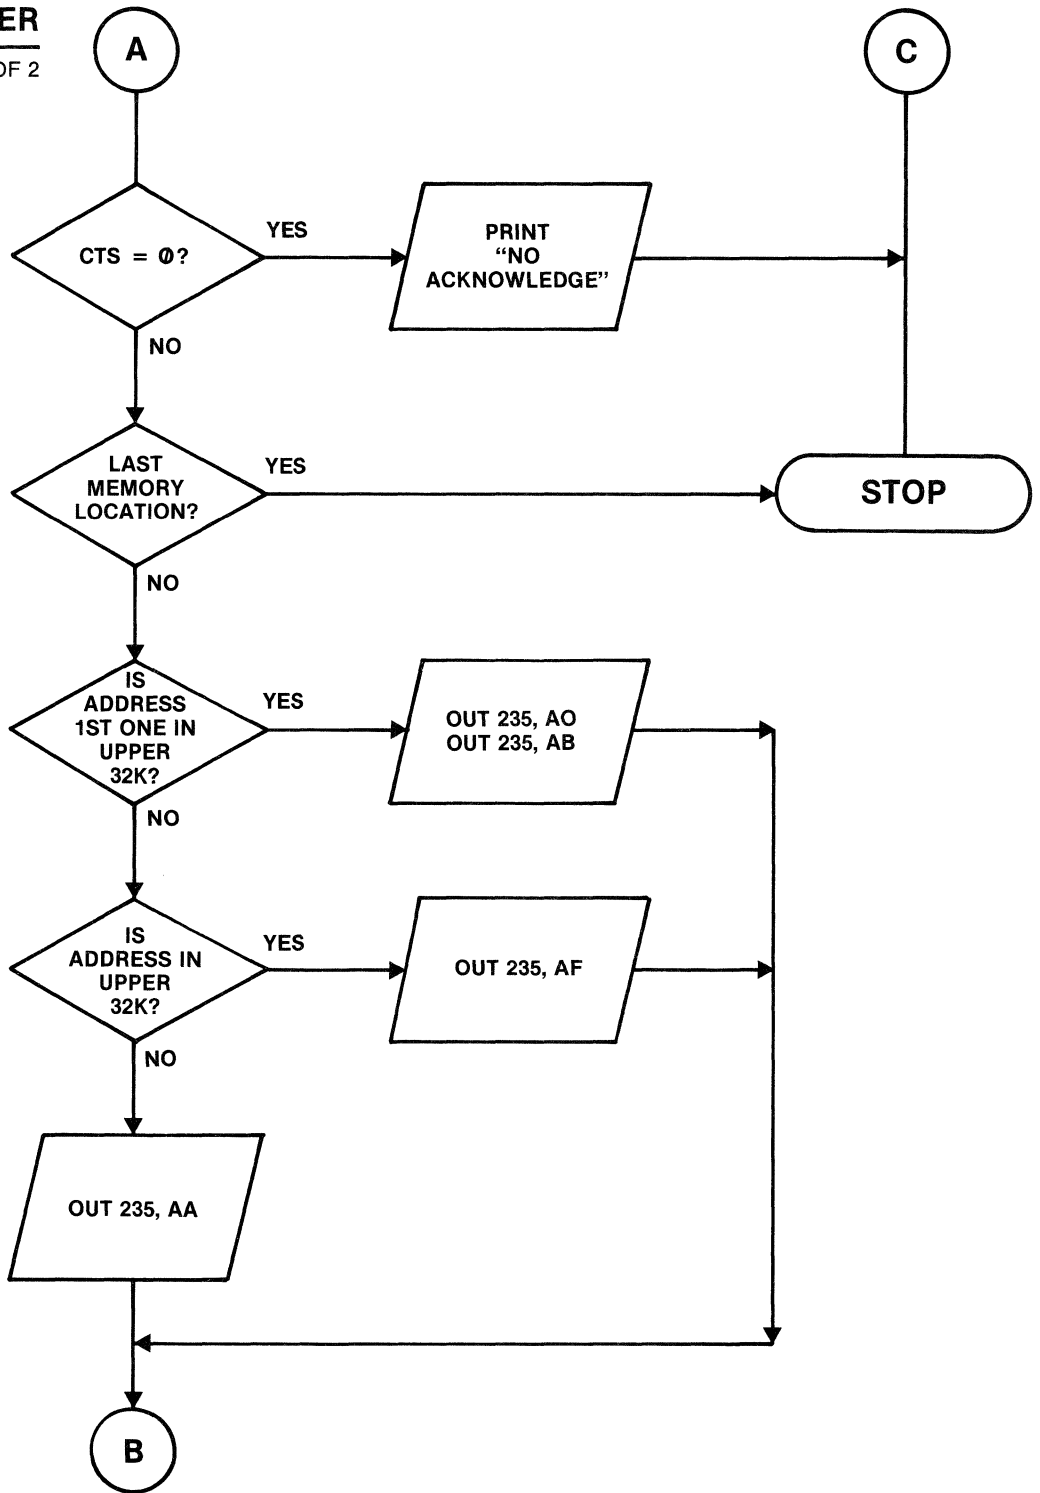 ER
OF 2
A
C
CTS = 0?
YES
PRINT
“NO
ACKNOWLEDGE”
NO
LAST
MEMORY
LOCATION?
YES
STOP
NO
IS
ADDRESS
1ST ONE IN
UPPER
32K?
YES
OUT 235, AO
OUT 235, AB
NO
IS
ADDRESS IN
UPPER
32K?
YES
OUT 235, AF
NO
OUT 235, AA
B